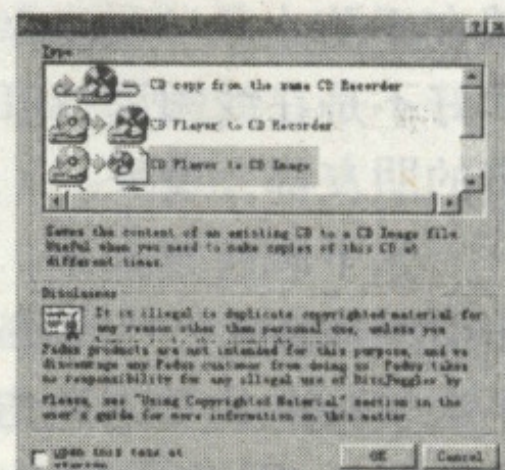 Type
CD copy from the same CD Recorder
CD Player to CD Recorder
CD Player to CD Image
Saves the content of an existing CD to a CD Image file.
Useful when you need to make copies of this CD at
different times.
Disclaimer
It is illegal is duplicate copyrighted material for
any reason other than personal use, unless you
Padus products are not intended for this purpose, and we
discourage any Padus customer from doing so. Padus takes
no responsibility for any illegal use of DiscJuggler by
Please, see "Using Copyrighted Material" section in the
user's guide for more information on this matter
Open this task at
OK
Cancel